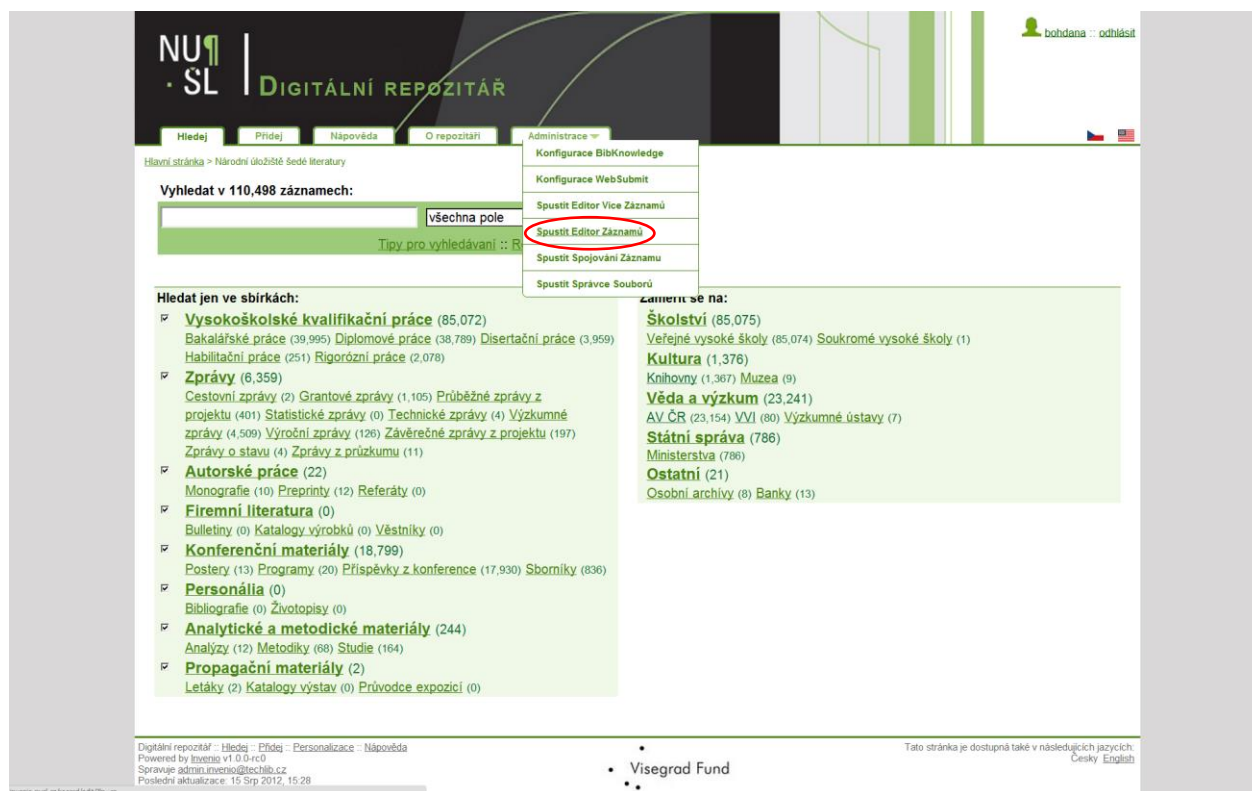 NU¶
· ŠL
DIGITÁLNÍ REPOZITÁŘ
bohdana :: odhlásit
Hledej
Přidej
Nápověda
O repozitáři
Administrace
Hlavní stránka > Národní úložiště šedé literatury
Konfigurace BibKnowledge
Konfigurace WebSubmit
Spustit Editor Více Záznamů
Spustit Editor Záznamů
Spustit Spojování Záznamu
Spustit Správce Souborů
Vyhledat v 110,498 záznamech:
všechna pole
Tipy pro vyhledávaní ::
Hledat jen ve sbírkách:
Vysokoškolské kvalifikační práce (85,072)
Bakalářské práce (39,995) Diplomové práce (38,789) Disertační práce (3,959)
Habilitační práce (251) Rigorózní práce (2,078)
Zprávy (6,359)
Cestovní zprávy (2) Grantové zprávy (1,105) Průběžné zprávy z
projektu (401) Statistické zprávy (0) Technické zprávy (4) Výzkumné
zprávy (4,509) Výroční zprávy (126) Závěrečné zprávy z projektu (197)
Zprávy o stavu (4) Zprávy z průzkumu (11)
Autorské práce (22)
Monografie (10) Preprinty (12) Referáty (0)
Firemní literatura (0)
Bulletiny (0) Katalogy výrobků (0) Věstníky (0)
Konferenční materiály (18,799)
Postery (13) Programy (20) Příspěvky z konference (17,930) Sborníky (836)
Personália (0)
Bibliografie (0) Životopisy (0)
Analytické a metodické materiály (244)
Analýzy (12) Metodiky (68) Studie (164)
Propagační materiály (2)
Letáky (2) Katalogy výstav (0) Průvodce expozicí (0)
Zaměřit se na:
Školství (85,075)
Veřejné vysoké školy (85,074) Soukromé vysoké školy (1)
Kultura (1,376)
Knihovny (1,367) Muzea (9)
Věda a výzkum (23,241)
AV ČR (23,154) VVI (80) Výzkumné ústavy (7)
Státní správa (786)
Ministerstva (786)
Ostatní (21)
Osobní archívy (8) Banky (13)
Digitální repozitář :: Hledej :: Přidej :: Personalizace :: Nápověda
Powered by Invenio v1.0.0-rc0
Spravuje admin.invenio@techlib.cz
Poslední aktualizace: 15 Srp 2012, 15:28
Visegrad Fund
Tato stránka je dostupná také v následujících jazycích:
Česky English